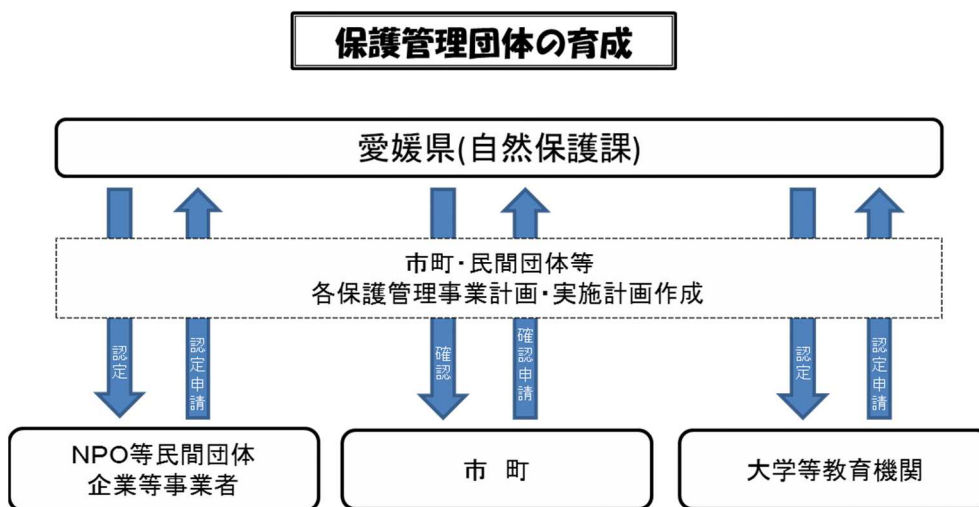 保護管理団体の育成
愛媛県(自然保護課)
市町・民間団体等
各保護管理事業計画・実施計画作成
認定
認定申請
確認
確認申請
認定
認定申請
NPO等民間団体
企業等事業者
市 町
大学等教育機関